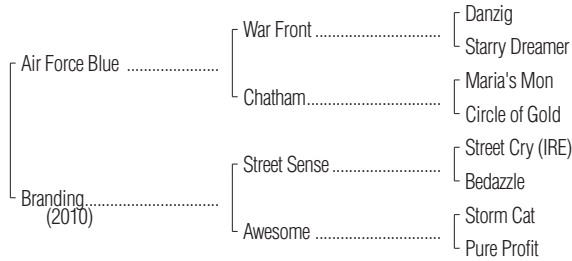 Danzig
War Front
Starry Dreamer
Air Force Blue
Maria's Mon
Chatham
Circle of Gold
Street Cry (IRE)
Street Sense
Bedazzle
Branding
(2010)
Storm Cat
Awesome
Pure Profit